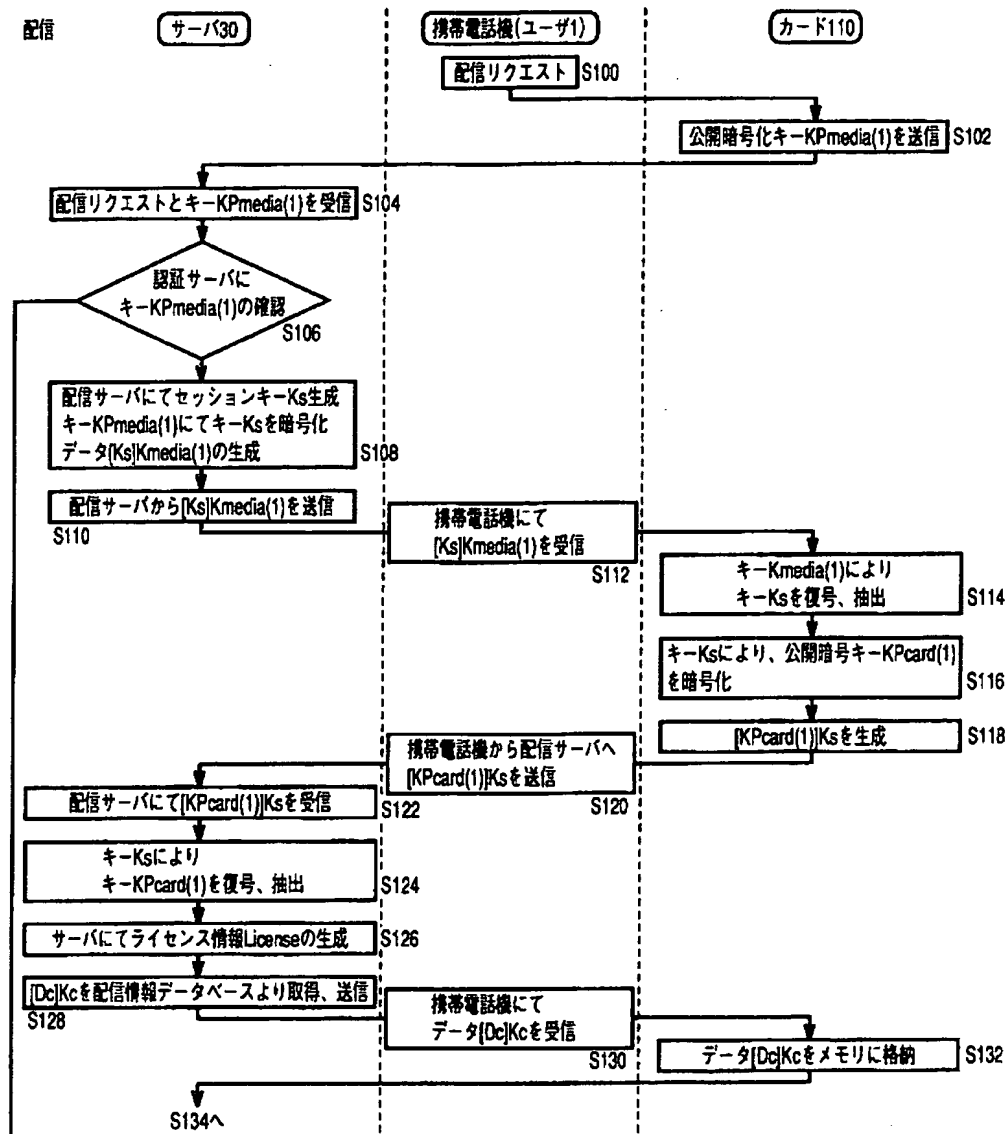 配信
サーバ30
携帯電話機(ユーザ1)
カード110
配信リクエスト
S100
公開暗号化キーKPmedia(1)を送信
S102
配信リクエストとキーKPmedia(1)を受信
S104
認証サーバに
キーKPmedia(1)の確認
S106
配信サーバにてセッションキーKs生成
キーKPmedia(1)にてキーKsを暗号化
データ[Ks]Kmedia(1)の生成
S108
配信サーバから[Ks]Kmedia(1)を送信
S110
携帯電話機にて
[Ks]Kmedia(1)を受信
S112
キーKmedia(1)により
キーKsを復号、抽出
S114
キーKsにより、公開暗号キーKPcard(1)
を暗号化
S116
[KPcard(1)]Ksを生成
S118
携帯電話機から配信サーバへ
[KPcard(1)]Ksを送信
S120
配信サーバにて[KPcard(1)]Ksを受信
S122
キーKsにより
キーKPcard(1)を復号、抽出
S124
サーバにてライセンス情報Licenseの生成
S126
[Dc]Kcを配信情報データベースより取得、送信
S128
携帯電話機にて
データ[Dc]Kcを受信
S130
データ[Dc]Kcをメモリに格納
S132
S134へ